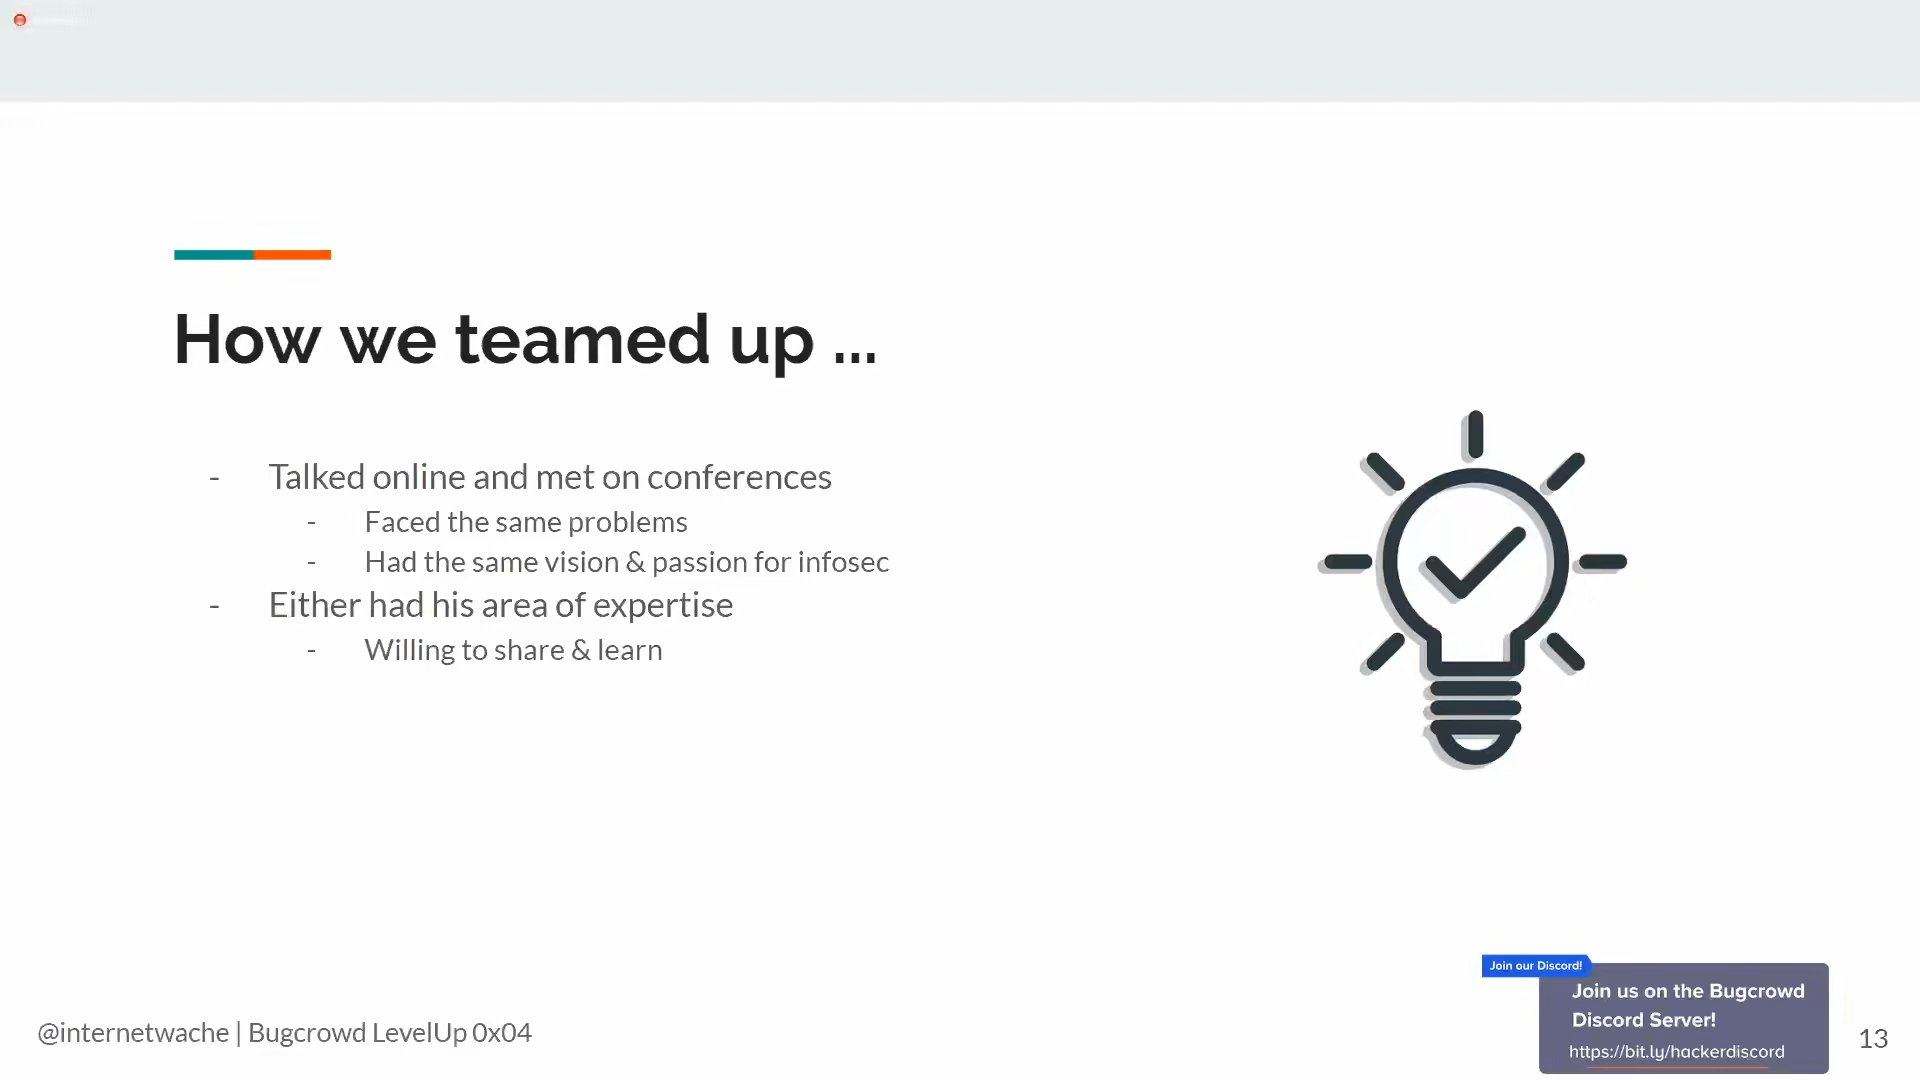 How we teamed up ...
- Talked online and met on conferences
- Faced the same problems
- Had the same vision & passion for infosec
- Either had his area of expertise
- Willing to share & learn
Join our Discord!
Join us on the Bugcrowd
Discord Server!
https://bit.ly/hackerdiscord
@internetwache | Bugcrowd LevelUp 0x04
13